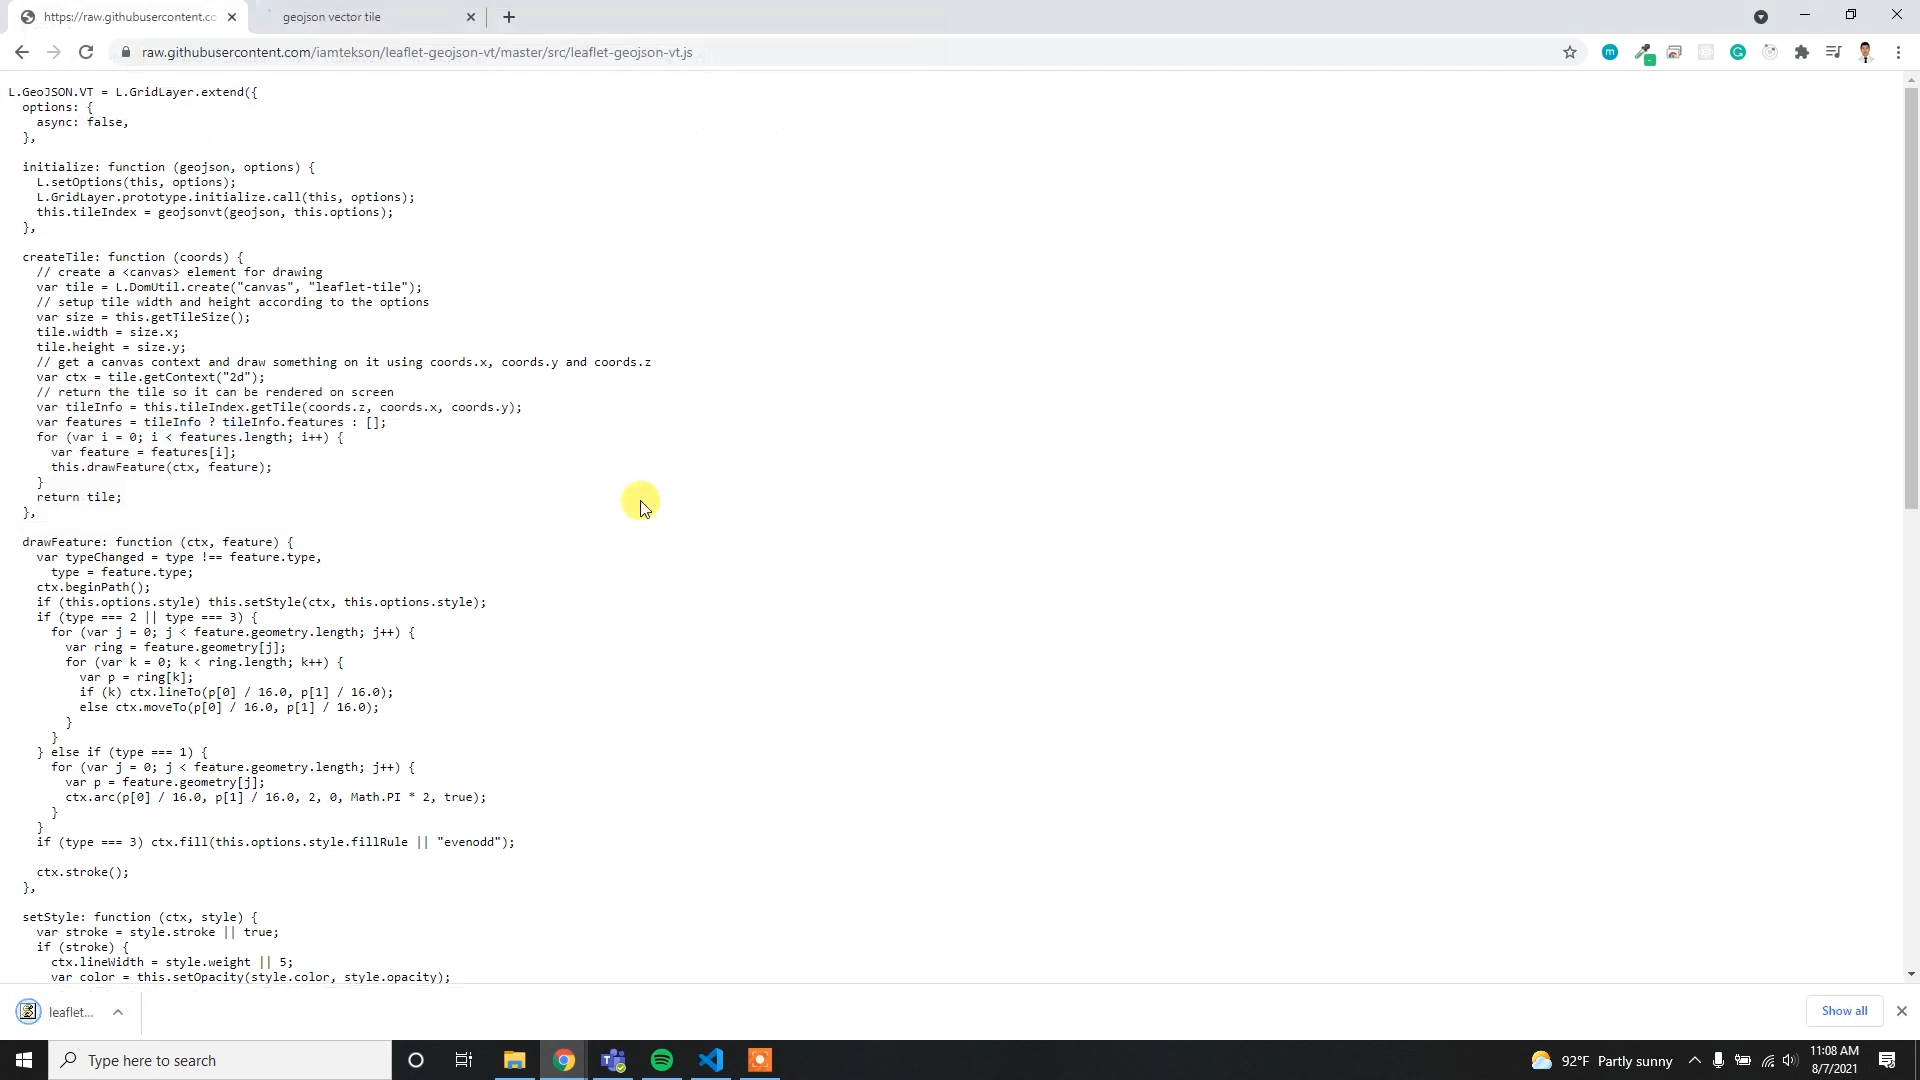 https://raw.githubusercontent.co
geojson vector tile
raw.githubusercontent.com/iamtekson/leaflet-geojson-vt/master/src/leaflet-geojson-vt.js
L.GeoJSON.VT = L.GridLayer.extend({
  options: {
    async: false,
  },
  initialize: function (geojson, options) {
    L.setOptions(this, options);
    L.GridLayer.prototype.initialize.call(this, options);
    this.tileIndex = geojsonvt(geojson, this.options);
  },
  createTile: function (coords) {
    // create a <canvas> element for drawing
    var tile = L.DomUtil.create("canvas", "leaflet-tile");
    // setup tile width and height according to the options
    var size = this.getTileSize();
    tile.width = size.x;
    tile.height = size.y;
    // get a canvas context and draw something on it using coords.x, coords.y and coords.z
    var ctx = tile.getContext("2d");
    // return the tile so it can be rendered on screen
    var tileInfo = this.tileIndex.getTile(coords.z, coords.x, coords.y);
    var features = tileInfo ? tileInfo.features : [];
    for (var i = 0; i < features.length; i++) {
      var feature = features[i];
      this.drawFeature(ctx, feature);
    }
    return tile;
  },
  drawFeature: function (ctx, feature) {
    var typeChanged = type !== feature.type,
      type = feature.type;
    ctx.beginPath();
    if (this.options.style) this.setStyle(ctx, this.options.style);
    if (type === 2 || type === 3) {
      for (var j = 0; j < feature.geometry.length; j++) {
        var ring = feature.geometry[j];
        for (var k = 0; k < ring.length; k++) {
          var p = ring[k];
          if (k) ctx.lineTo(p[0] / 16.0, p[1] / 16.0);
          else ctx.moveTo(p[0] / 16.0, p[1] / 16.0);
        }
      }
    } else if (type === 1) {
      for (var j = 0; j < feature.geometry.length; j++) {
        var p = feature.geometry[j];
        ctx.arc(p[0] / 16.0, p[1] / 16.0, 2, 0, Math.PI * 2, true);
      }
    }
    if (type === 3) ctx.fill(this.options.style.fillRule || "evenodd");
    ctx.stroke();
  },
  setStyle: function (ctx, style) {
    var stroke = style.stroke || true;
    if (stroke) {
      ctx.lineWidth = style.weight || 5;
      var color = this.setOpacity(style.color, style.opacity);
leaflet...
Show all
Type here to search
92°F Partly sunny
11:08 AM
8/7/2021